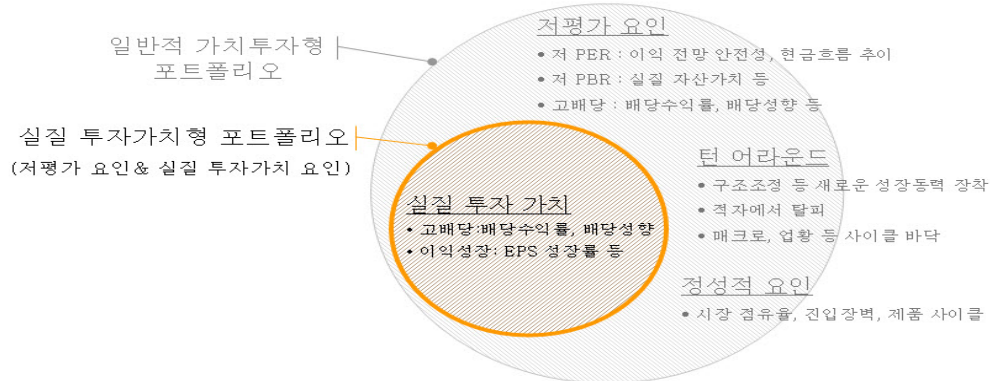 일반적 가치투자형
포트폴리오
실질 투자가치형 포트폴리오
(저평가 요인& 실질 투자가치 요인)
저평가 요인
• 저 PER : 이익 전망 안전성, 현금흐름 추이
• 저 PBR : 실질 자산가치 등
• 고배당 : 배당수익률, 배당성향 등
실질 투자 가치
• 고배당:배당수익률, 배당성향
• 이익성장: EPS 성장률 등
턴 어라운드
• 구조조정 등 새로운 성장동력 장착
• 적자에서 탈피
• 매크로, 업황 등 사이클 바닥
정성적 요인
• 시장 점유율, 진입장벽, 제품 사이클